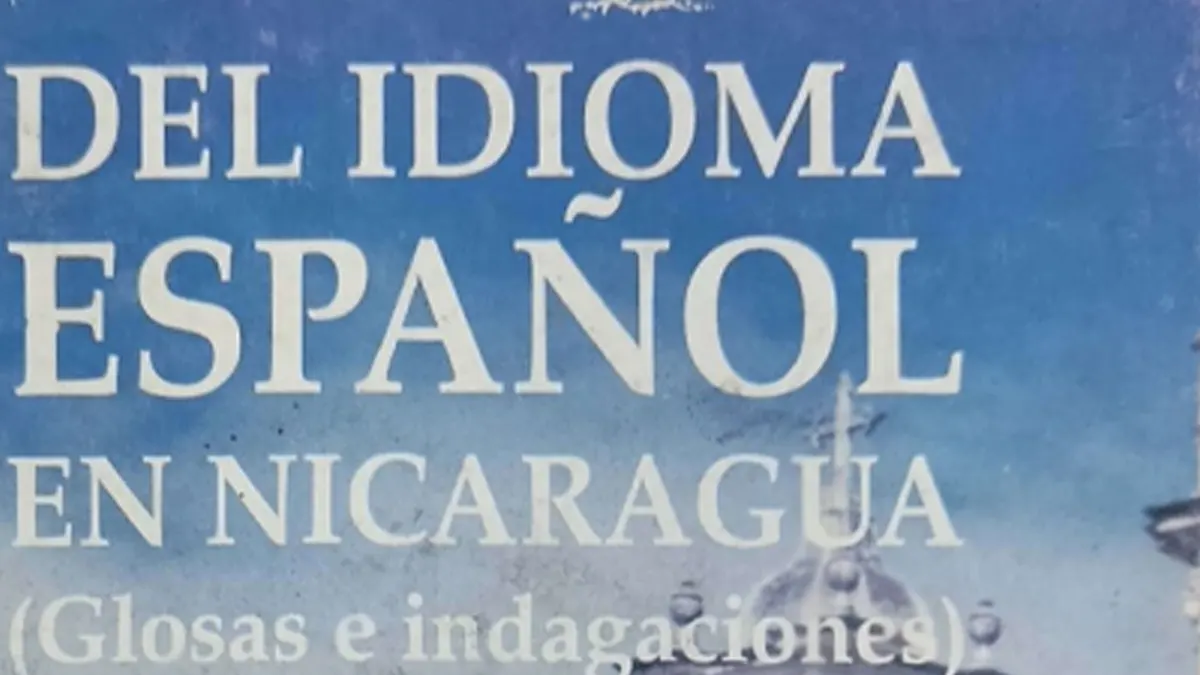 DEL IDIOMA
ESPAÑOL
EN NICARAGUA
(Glosas e indagaciones)